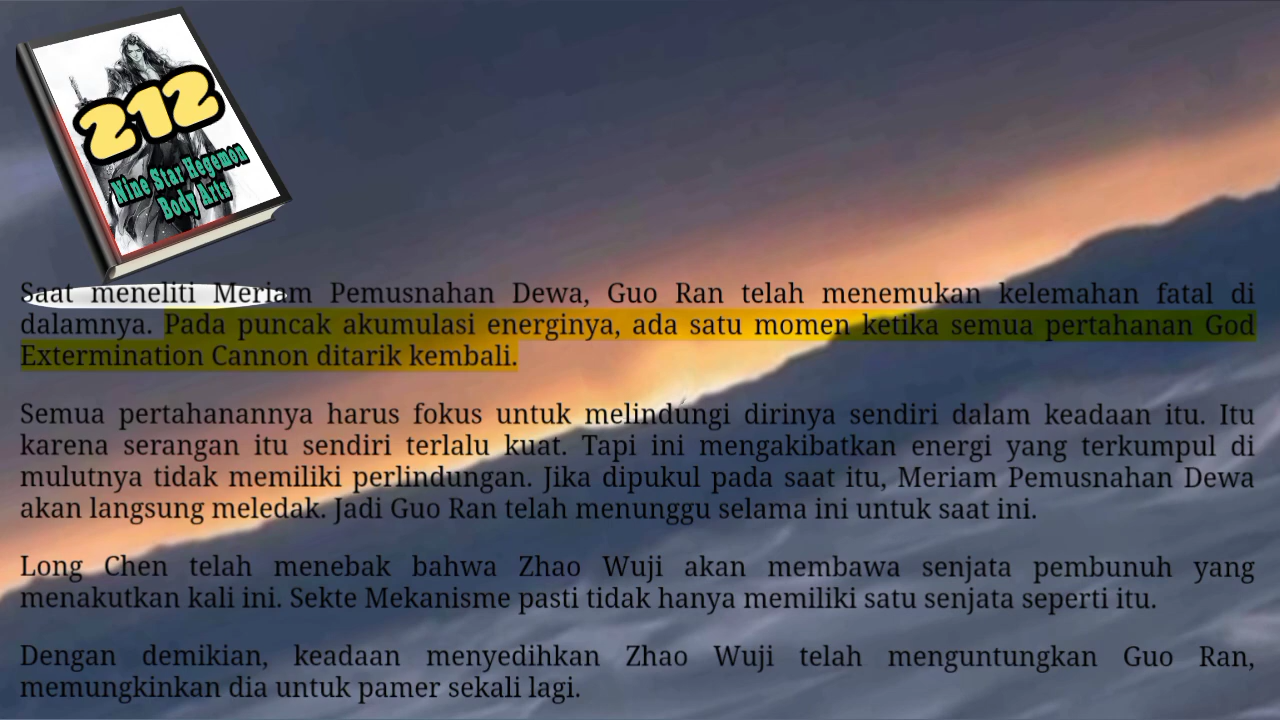 212
Nine Star Hegemon
Body Arts
Saat meneliti Meriam Pemusnahan Dewa, Guo Ran telah menemukan kelemahan fatal di
dalamnya. Pada puncak akumulasi energinya, ada satu momen ketika semua pertahanan God
Extermination Cannon ditarik kembali.
Semua pertahanannya harus fokus untuk melindungi dirinya sendiri dalam keadaan itu. Itu
karena serangan itu sendiri terlalu kuat. Tapi ini mengakibatkan energi yang terkumpul di
mulutnya tidak memiliki perlindungan. Jika dipukul pada saat itu, Meriam Pemusnahan Dewa
akan langsung meledak. Jadi Guo Ran telah menunggu selama ini untuk saat ini.
Long Chen telah menebak bahwa Zhao Wuji akan membawa senjata pembunuh yang
menakutkan kali ini. Sekte Mekanisme pasti tidak hanya memiliki satu senjata seperti itu.
Dengan demikian, keadaan menyedihkan Zhao Wuji telah menguntungkan Guo Ran,
memungkinkan dia untuk pamer sekali lagi.